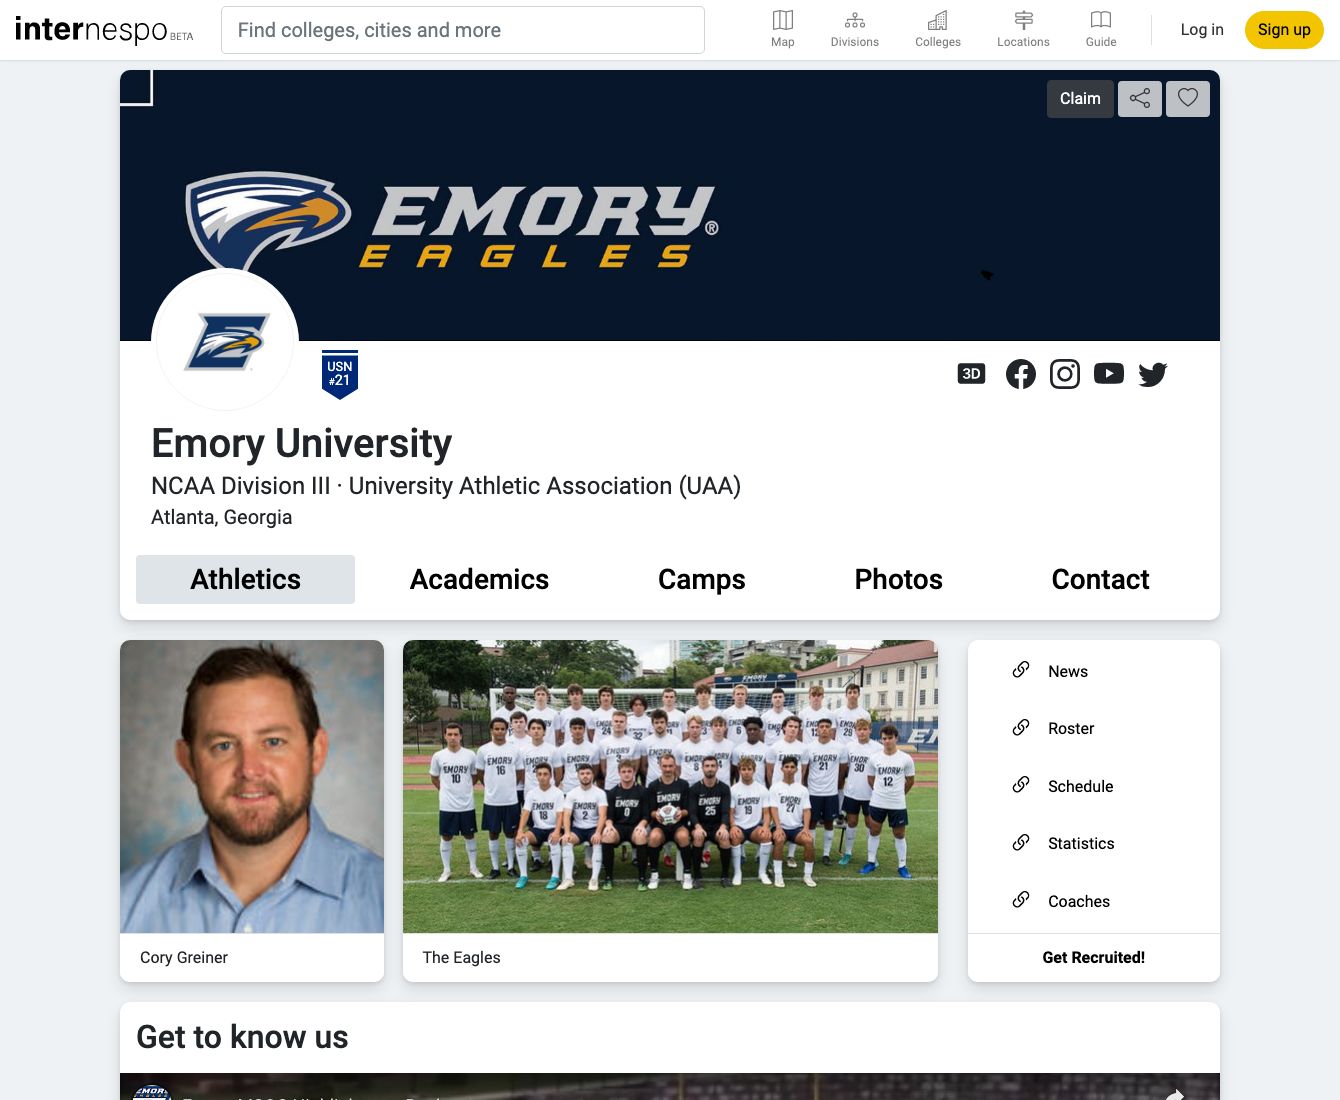 internespo BETA
Find colleges, cities and more
Map
Divisions
Colleges
Locations
Guide
Log in
Sign up
Claim
EMORY®
EAGLES
USN
#21
3D
Emory University
NCAA Division III · University Athletic Association (UAA)
Atlanta, Georgia
Athletics
Academics
Camps
Photos
Contact
News
Roster
Schedule
Statistics
Coaches
Cory Greiner
The Eagles
Get Recruited!
Get to know us